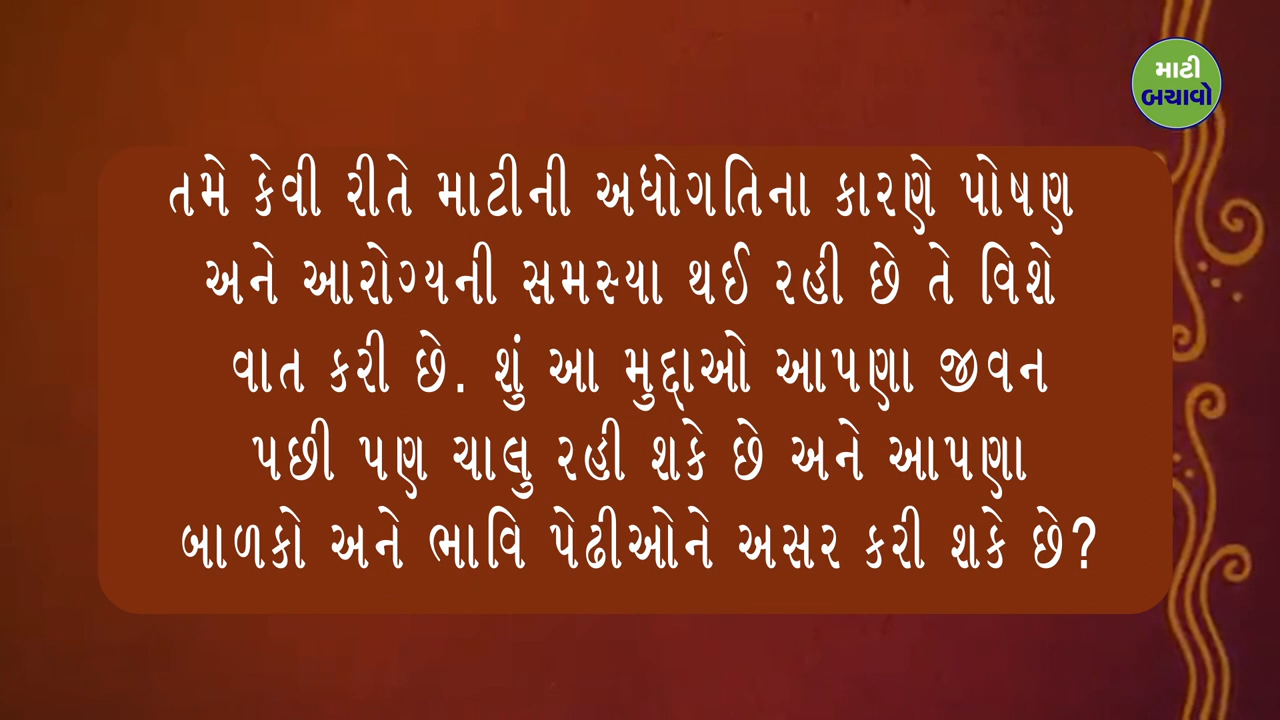 માટી
બચાવો
તમે કેવી રીતે માટીની અધોગતિના કારણે પોષણ
અને આરોગ્યની સમસ્યા થઈ રહી છે તે વિશે
વાત કરી છે. શું આ મુદ્દાઓ આપણા જીવન
પછી પણ ચાલુ રહી શકે છે અને આપણા
બાળકો અને ભાવિ પેઢીઓને અસર કરી શકે છે?